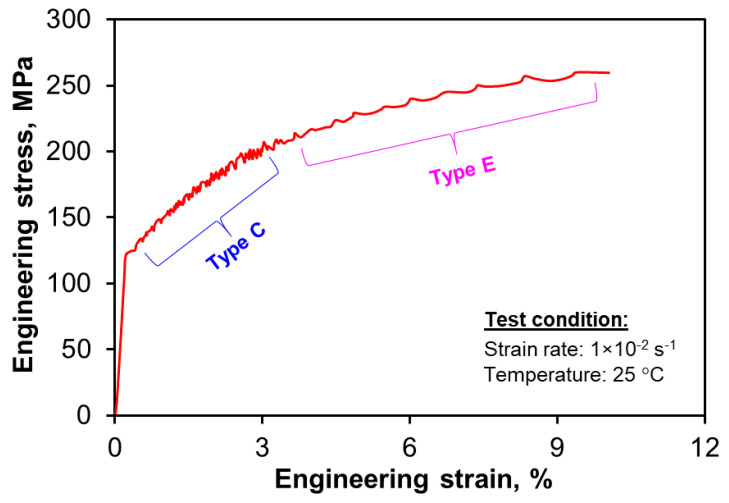 300
250
200
150
100
50
0
Engineering stress, MPa
Type C
Type E
Test condition:
Strain rate: 1×10⁻² s⁻¹
Temperature: 25 °C
0 3 6 9 12
Engineering strain, %